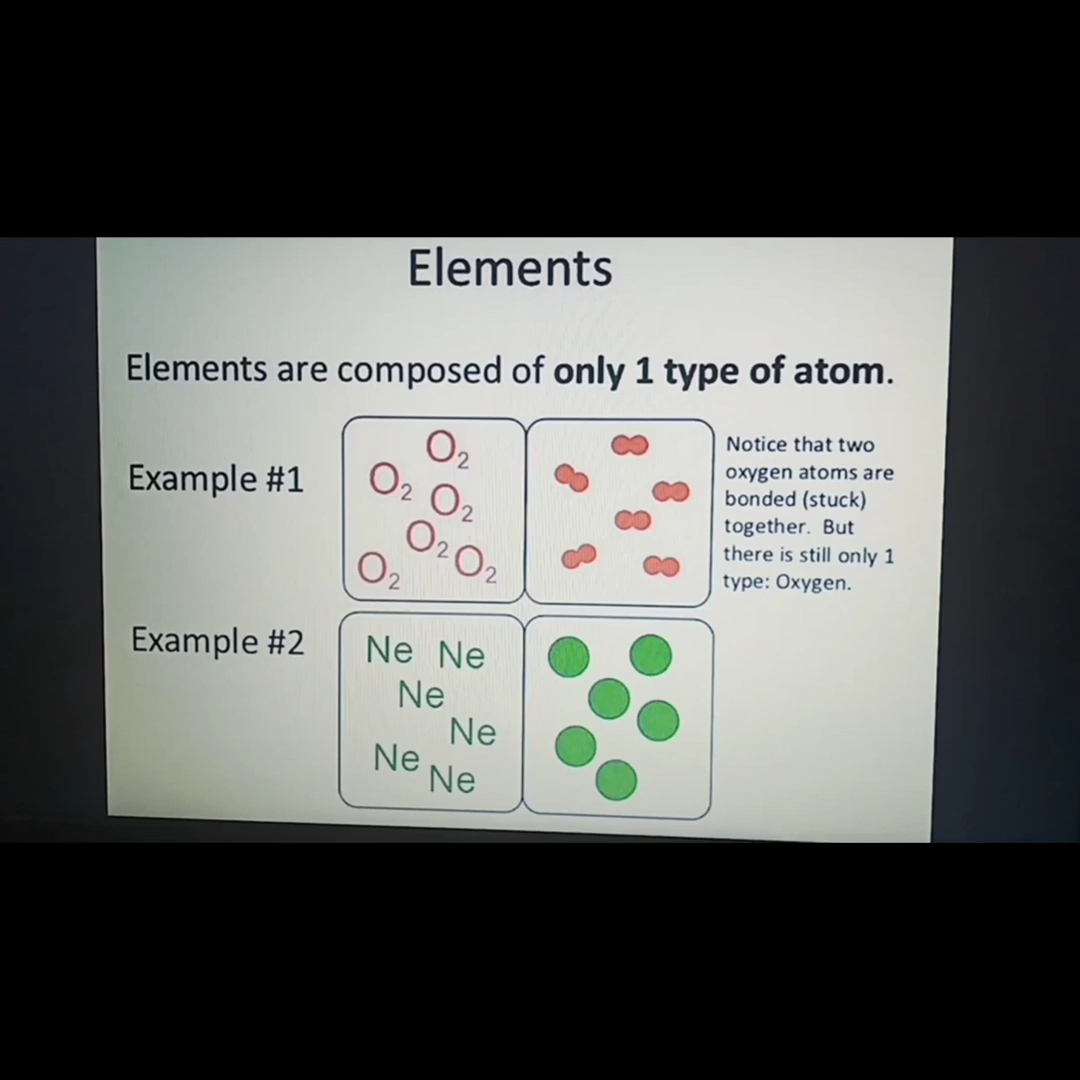 Elements
Elements are composed of only 1 type of atom.
Example #1
O₂
O₂
O₂
O₂
O₂
O₂
Notice that two
oxygen atoms are
bonded (stuck)
together. But
there is still only 1
type: Oxygen.
Example #2
Ne Ne
Ne
Ne
Ne
Ne